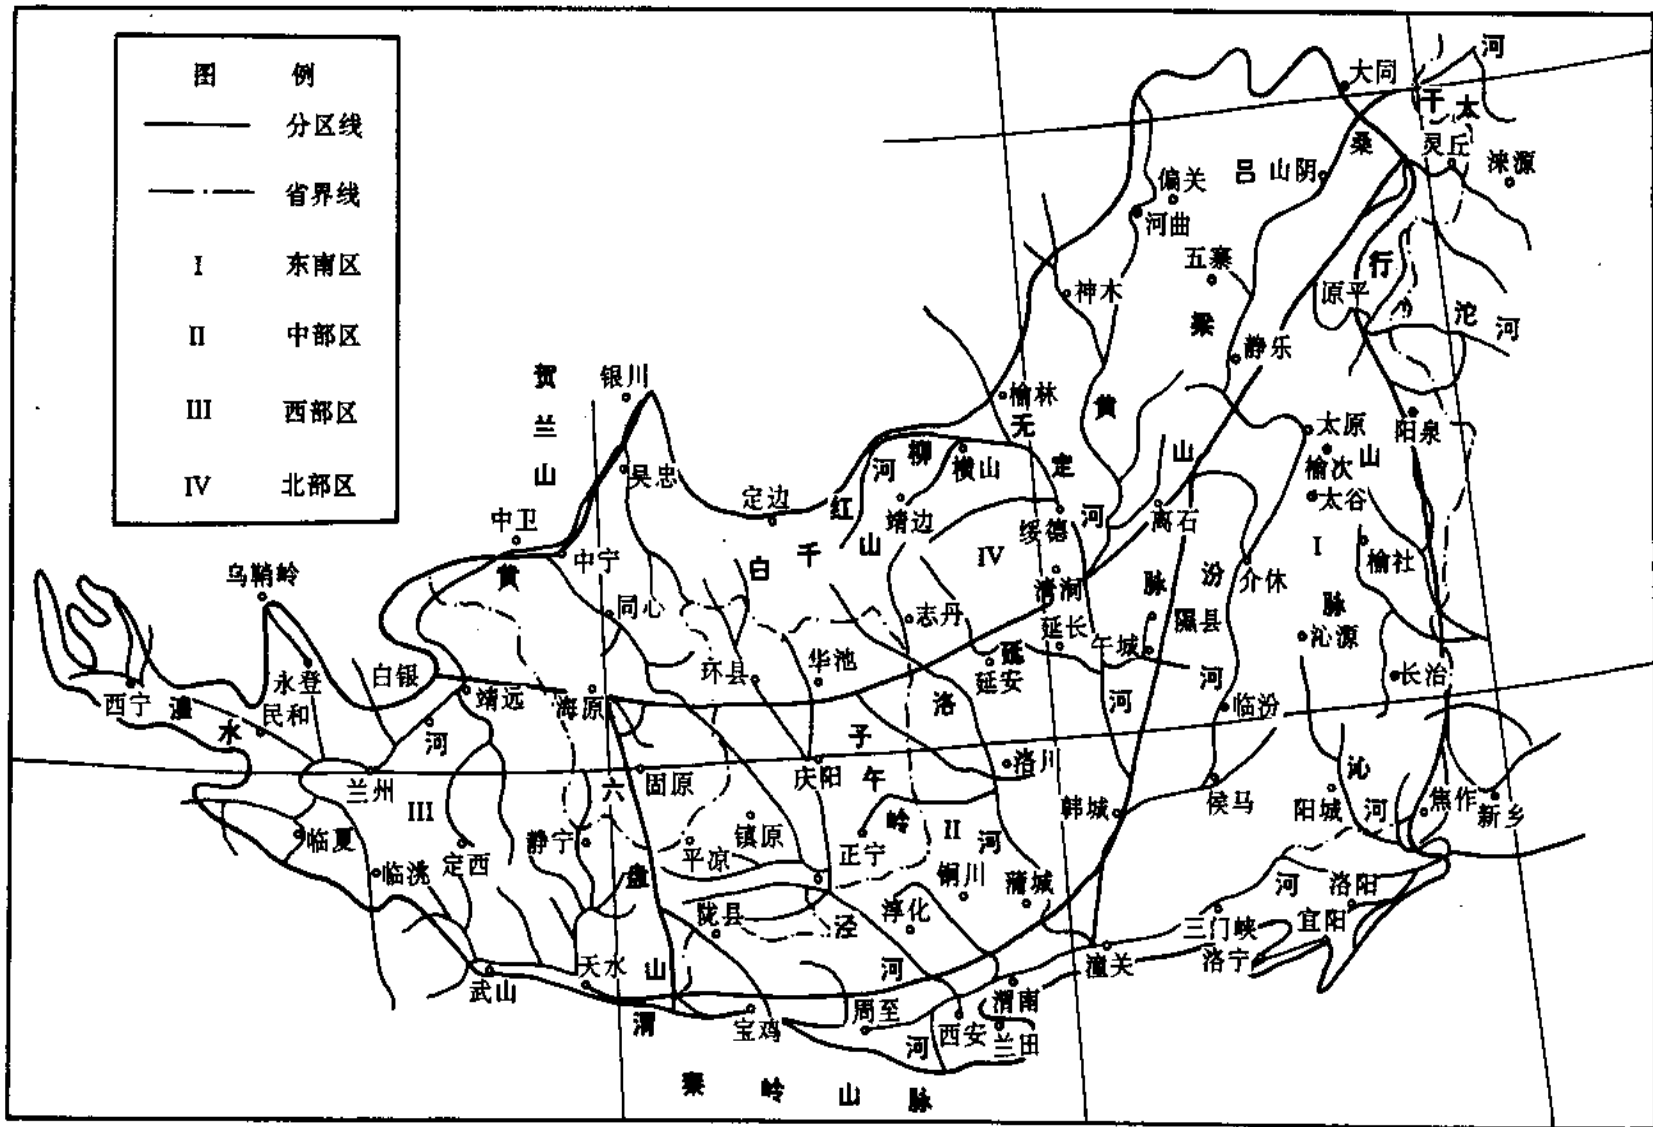 图 例
分区线
省界线
I 东南区
II 中部区
III 西部区
IV 北部区
河
大同
干 太
桑
灵丘
涞源
吕 山阴
偏关
河曲
行
五寨
神木
原平
沱 河
梁
静乐
贺
兰
山
银川
榆林
黄
无
太原
阳泉
吴忠
河 柳
横山
定
山
榆次
山
定边
红
靖边
太谷
中卫
白 于 山
绥德
河
离石
I
黄
中宁
IV
榆社
乌鞘岭
清涧
脉
汾
介休
同心
志丹
脉
延长
午城
隰县
沁源
环县
华池
延
延安
白银
永登
长治
西宁
湟
水
民和
靖远
海原
洛
河
河
临汾
河
子
午
岭
洛川
沁
河
兰州
III
六
固原
庆阳
韩城
侯马
阳城
焦作
新乡
临夏
静宁
镇原
II
河
正宁
临洮
定西
盘
平凉
铜川
蒲城
河
洛阳
陇县
泾
淳化
三门峡
宜阳
武山
天水
山
河
潼关
洛宁
渭
宝鸡
周至
渭南
河
西安
兰田
秦 岭 山 脉